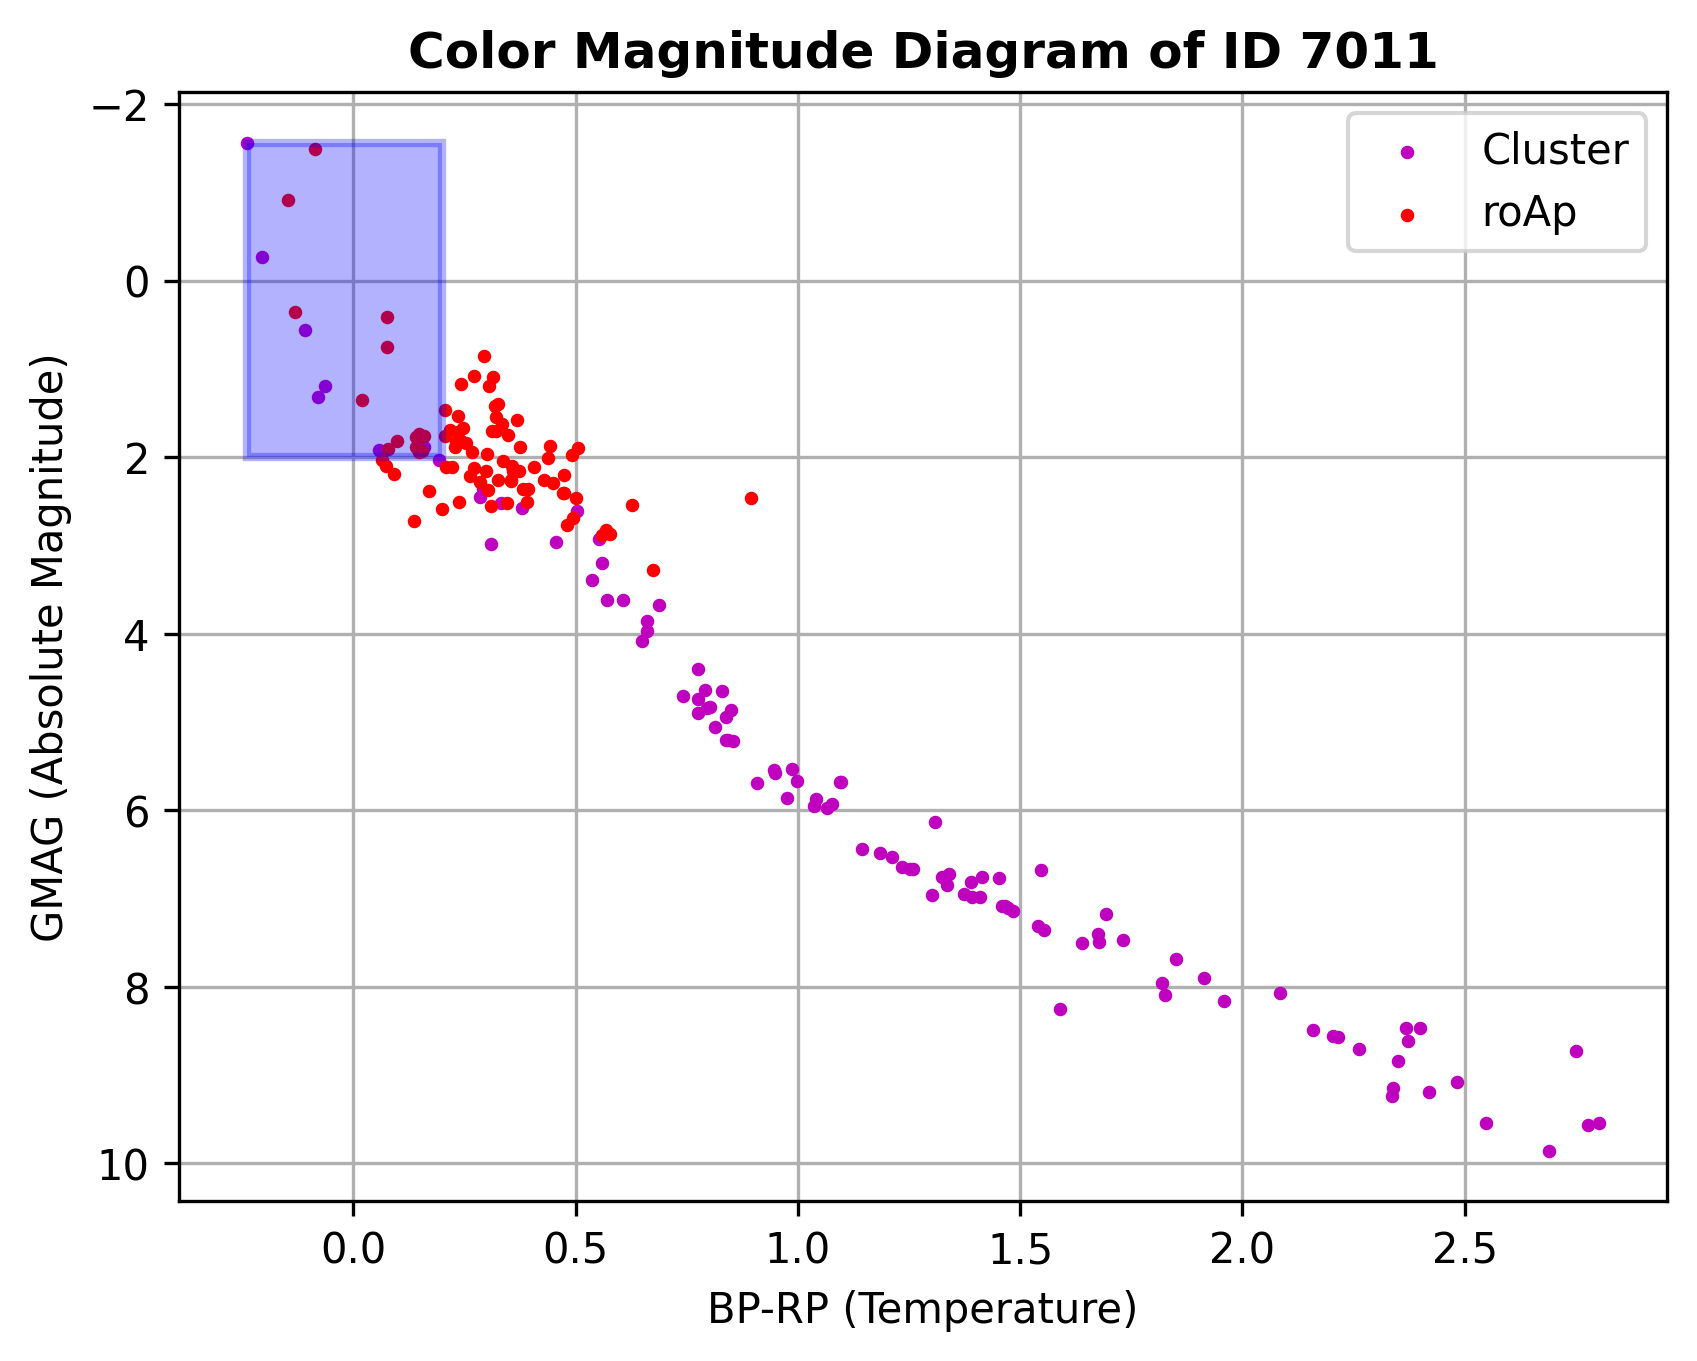 Color Magnitude Diagram of ID 7011
Cluster
roAp
GMAG (Absolute Magnitude)
−2
0
2
4
6
8
10
0.0 0.5 1.0 1.5 2.0 2.5
BP-RP (Temperature)